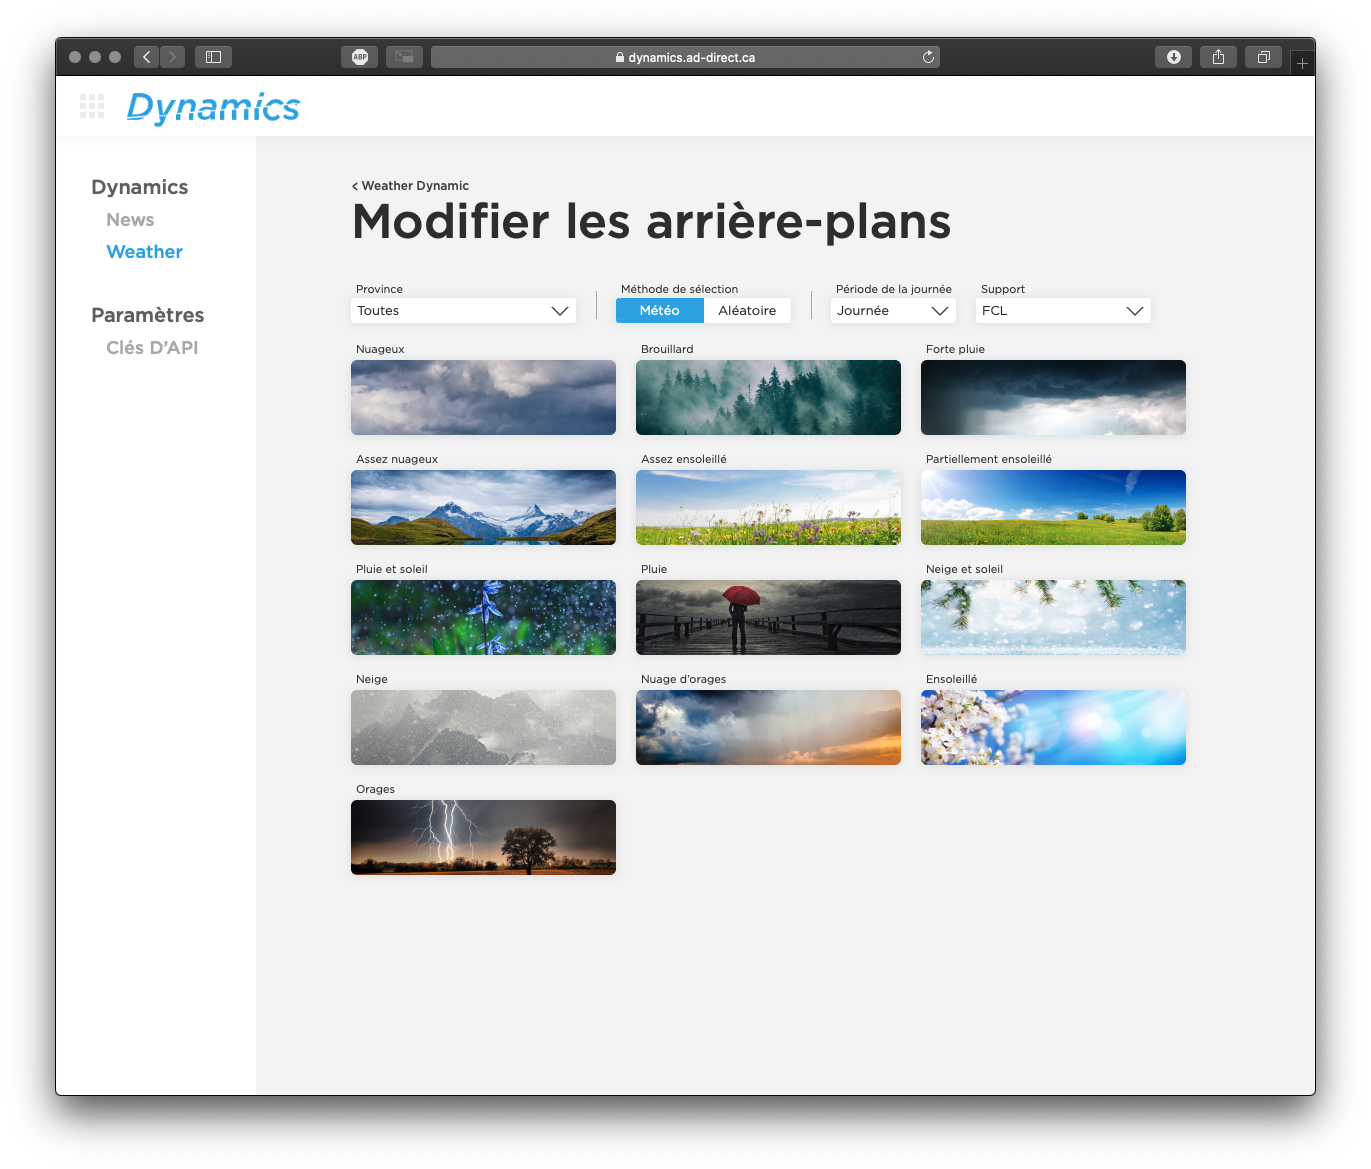 ABP
dynamics.ad-direct.ca
Dynamics
Dynamics
News
Weather
Paramètres
Clés D'API
< Weather Dynamic
Modifier les arrière-plans
Province
Méthode de sélection
Période de la journée
Support
Toutes
Météo
Aléatoire
Journée
FCL
Nuageux
Brouillard
Forte pluie
Assez nuageux
Assez ensoleillé
Partiellement ensoleillé
Pluie et soleil
Pluie
Neige et soleil
Neige
Nuage d'orages
Ensoleillé
Orages